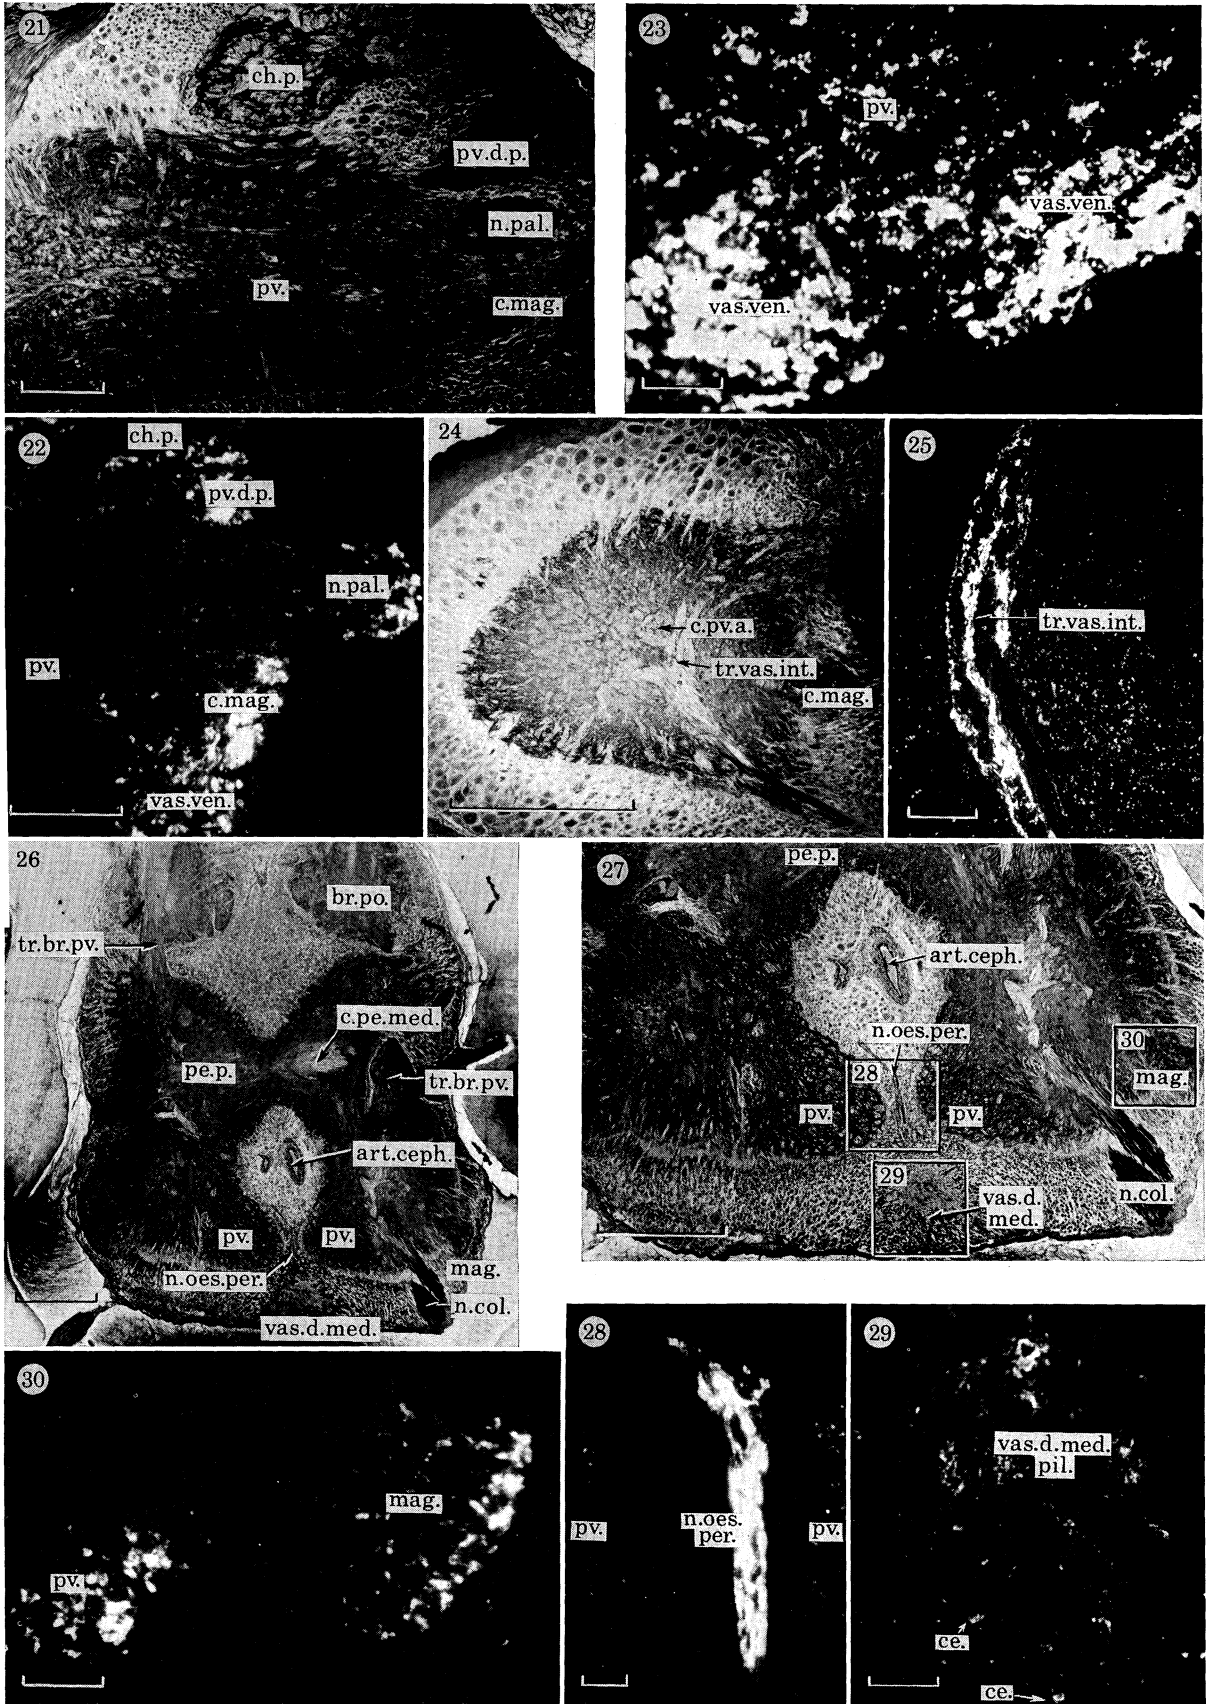 21
ch.p.
pv.d.p.
n.pal.
pv.
c.mag.
23
pv.
vas.ven.
vas.ven.
22
ch.p.
pv.d.p.
n.pal.
pv.
c.mag.
vas.ven.
24
c.pv.a.
tr.vas.int.
c.mag.
25
tr.vas.int.
26
br.po.
tr.br.pv.
c.pe.med.
pe.p.
tr.br.pv.
art.ceph.
pv.
pv.
n.oes.per.
mag.
n.col.
vas.d.med.
27
pe.p.
art.ceph.
n.oes.per.
28
30
mag.
pv.
pv.
29
vas.d.
med.
n.col.
30
mag.
pv.
28
pv.
n.oes.
per.
pv.
29
vas.d.med.
pil.
ce.
ce.